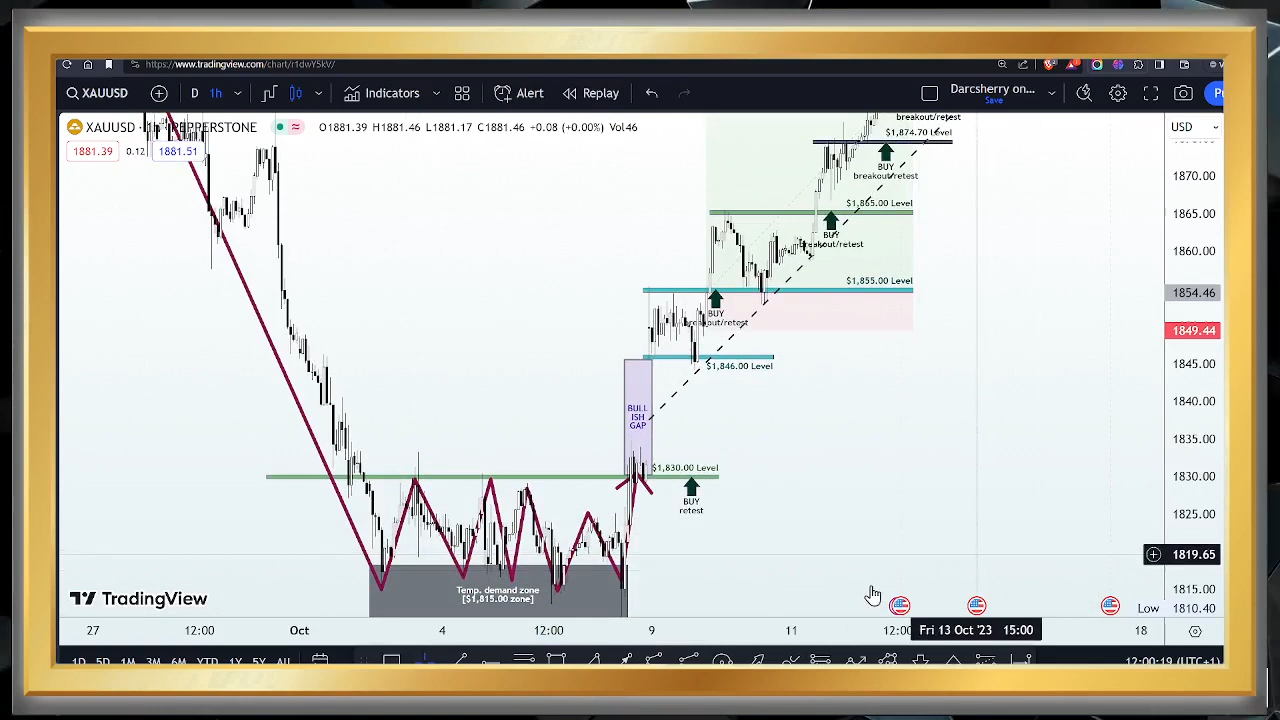 https://www.tradingview.com/chart/r1dwY5kV/
XAUUSD
D
1h
Indicators
Alert
Replay
Darcsherry on...
Save
XAUUSD · 1h · PEPPERSTONE
O1881.39 H1881.46 L1881.17 C1881.46 +0.08 (+0.00%) Vol46
1881.39
0.12
1881.51
USD
breakout/retest
$1,874.70 Level
BUY
breakout/retest
1870.00
$1,865.00 Level
1865.00
BUY
breakout/retest
1860.00
$1,855.00 Level
1854.46
BUY
breakout/retest
1849.44
$1,846.00 Level
1845.00
1840.00
BULL
ISH
GAP
1835.00
$1,830.00 Level
1830.00
BUY
retest
1825.00
1819.65
Temp. demand zone
[$1,815.00 zone]
1815.00
TradingView
Low 1810.40
27
12:00
Oct
4
12:00
9
11
12:00
Fri 13 Oct '23 15:00
18
1D 5D 1M 3M 6M YTD 1Y 5Y All
12:00:19 (UTC+1)